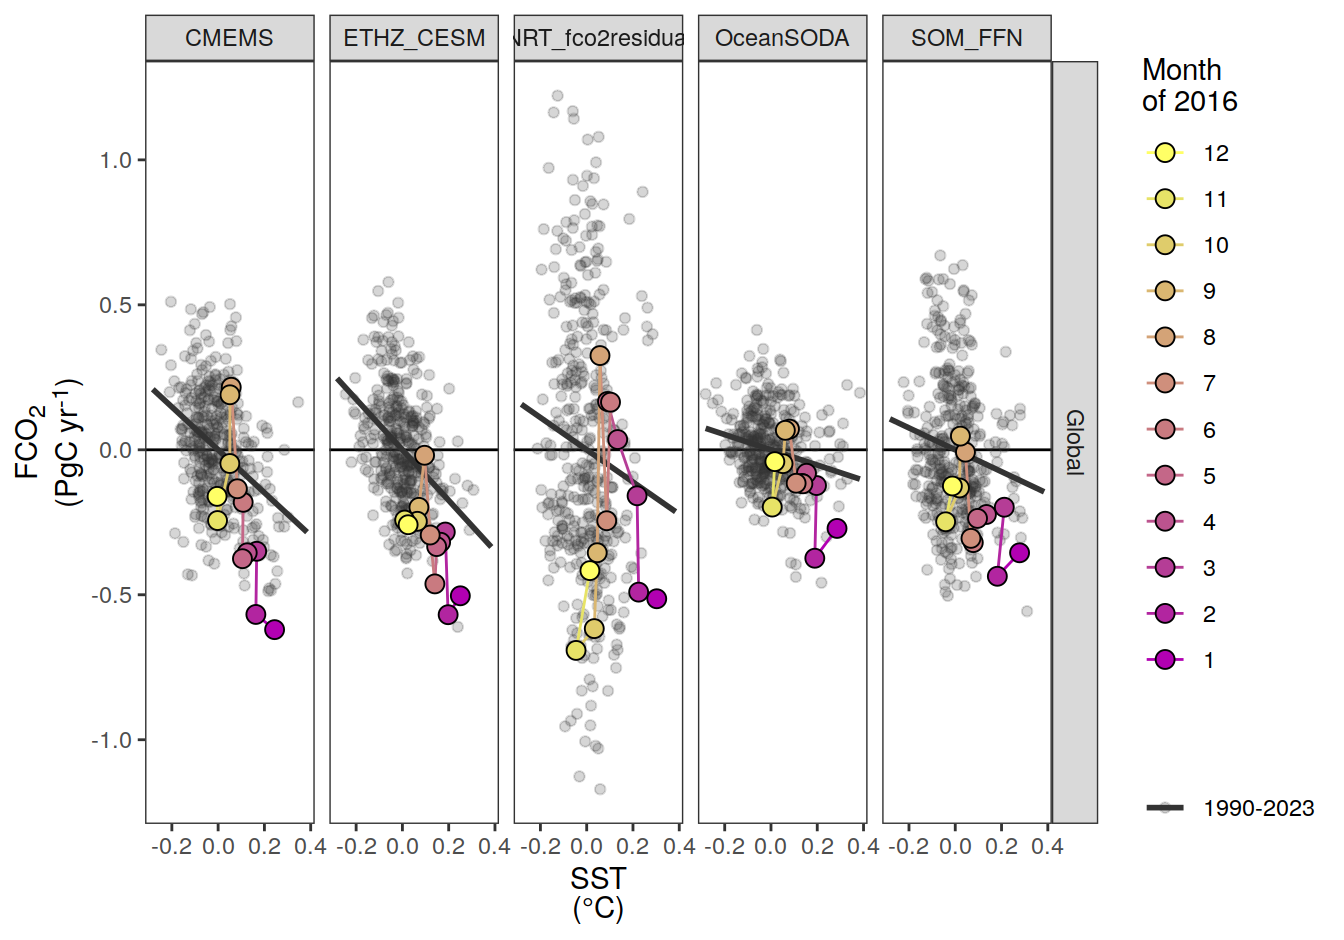 CMEMS
ETHZ_CESM
NRT_fco2residua
OceanSODA
SOM_FFN
Global
FCO2
(PgC yr-1)
1.0
0.5
0.0
-0.5
-1.0
-0.2 0.0 0.2 0.4
-0.2 0.0 0.2 0.4
-0.2 0.0 0.2 0.4
-0.2 0.0 0.2 0.4
-0.2 0.0 0.2 0.4
SST
(°C)
Month
of 2016
12
11
10
9
8
7
6
5
4
3
2
1
1990-2023